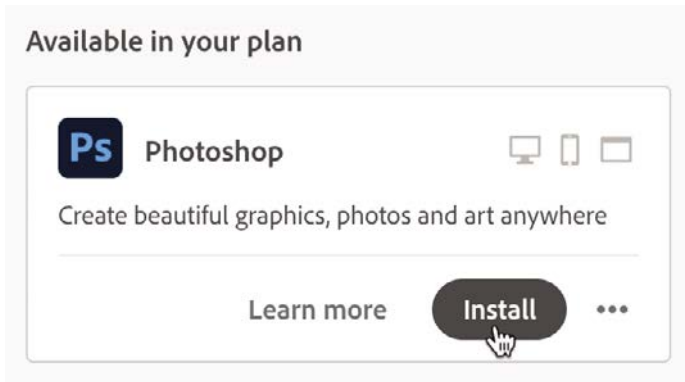 Available in your plan
Ps Photoshop
Create beautiful graphics, photos and art anywhere
Learn more Install